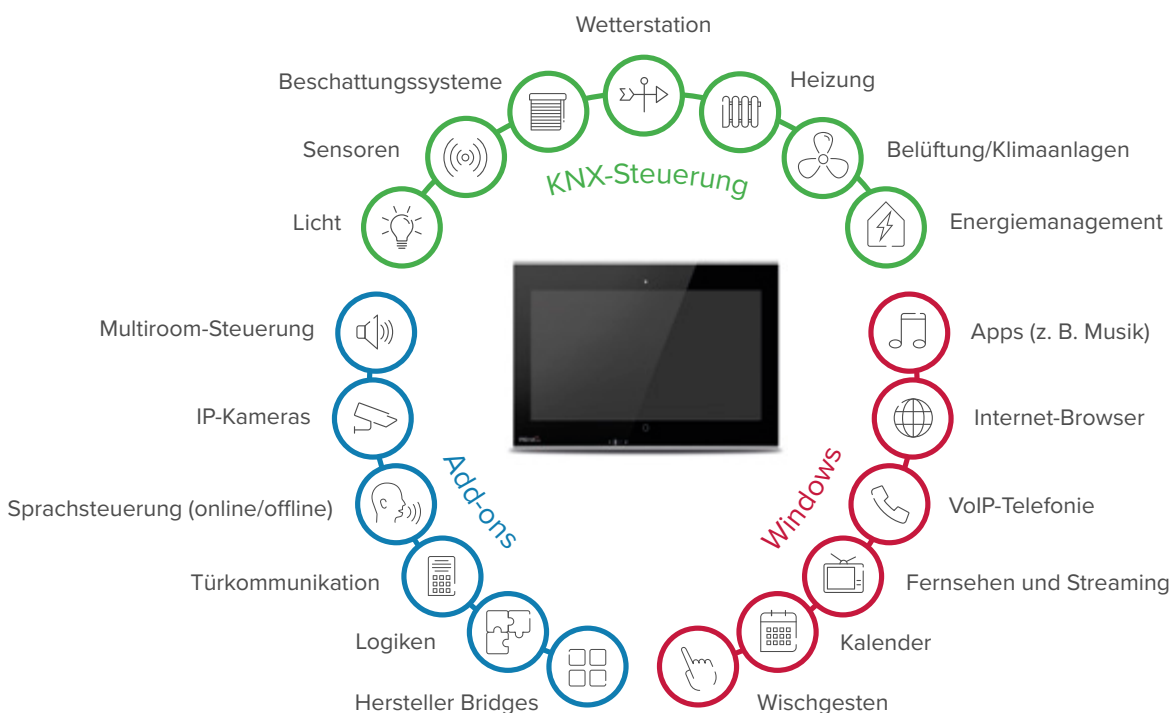 Wetterstation
Beschattungssysteme
Heizung
Sensoren
Belüftung/Klimaanlagen
KNX-Steuerung
Licht
Energiemanagement
Multiroom-Steuerung
Apps (z. B. Musik)
IP-Kameras
Internet-Browser
Add-ons
Windows
Sprachsteuerung (online/offline)
VoIP-Telefonie
Türkommunikation
Fernsehen und Streaming
Logiken
Kalender
Hersteller Bridges
Wischgesten